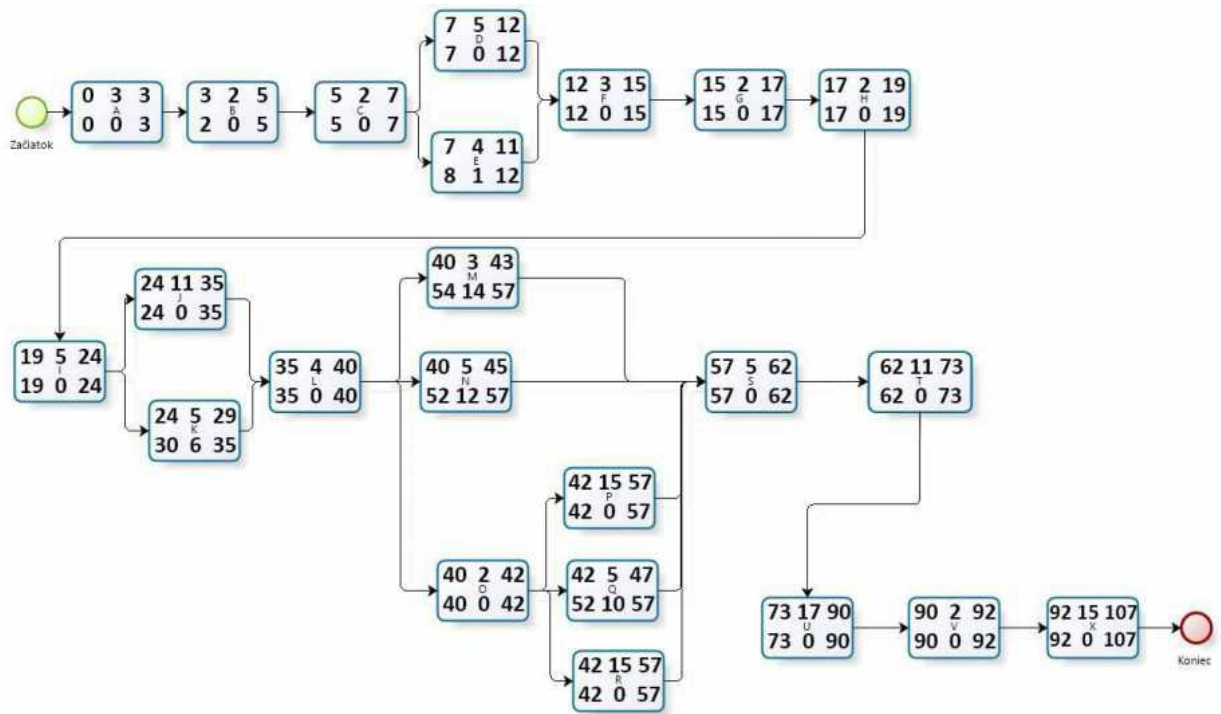 Začiatok
0 3 3
A
0 0 3
3 2 5
B
2 0 5
5 2 7
C
5 0 7
7 5 12
D
7 0 12
7 4 11
E
8 1 12
12 3 15
F
12 0 15
15 2 17
G
15 0 17
17 2 19
H
17 0 19
19 5 24
I
19 0 24
24 11 35
J
24 0 35
24 5 29
K
30 6 35
35 4 40
L
35 0 40
40 3 43
M
54 14 57
40 5 45
N
52 12 57
40 2 42
O
40 0 42
42 15 57
P
42 0 57
42 5 47
Q
52 10 57
42 15 57
R
42 0 57
57 5 62
S
57 0 62
62 11 73
T
62 0 73
73 17 90
U
73 0 90
90 2 92
V
90 0 92
92 15 107
X
92 0 107
Koniec